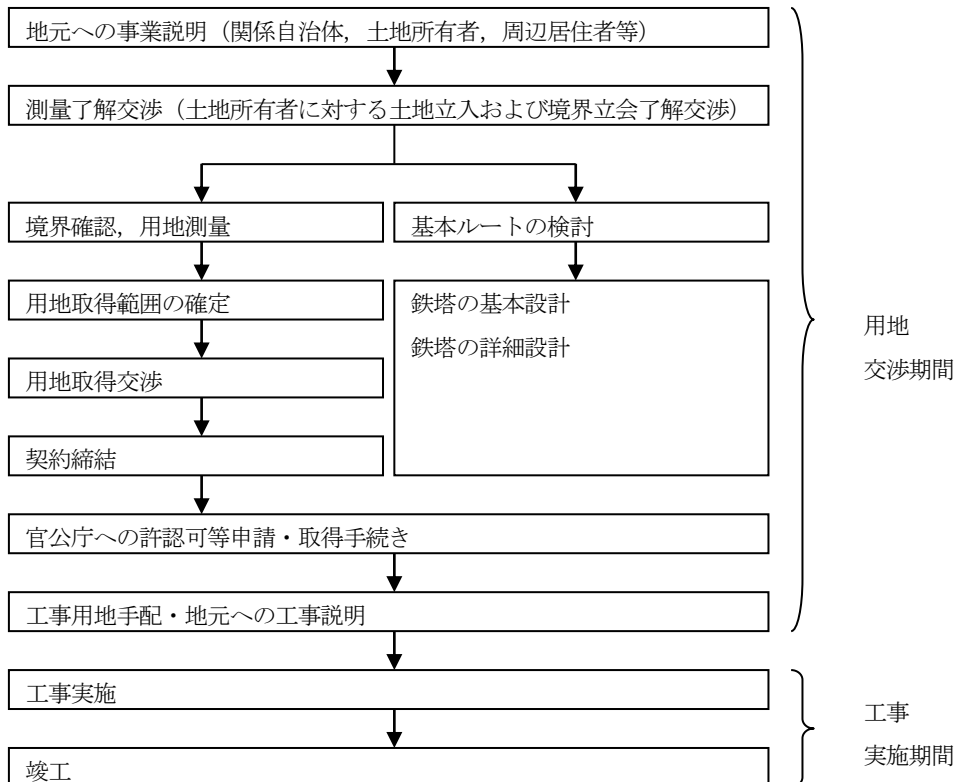 地元への事業説明（関係自治体，土地所有者，周辺居住者等）
測量了解交渉（土地所有者に対する土地立入および境界立会了解交渉）
境界確認，用地測量
基本ルートの検討
用地取得範囲の確定
鉄塔の基本設計
鉄塔の詳細設計
用地取得交渉
契約締結
官公庁への許認可等申請・取得手続き
工事用地手配・地元への工事説明
用地
交渉期間
工事実施
竣工
工事
実施期間